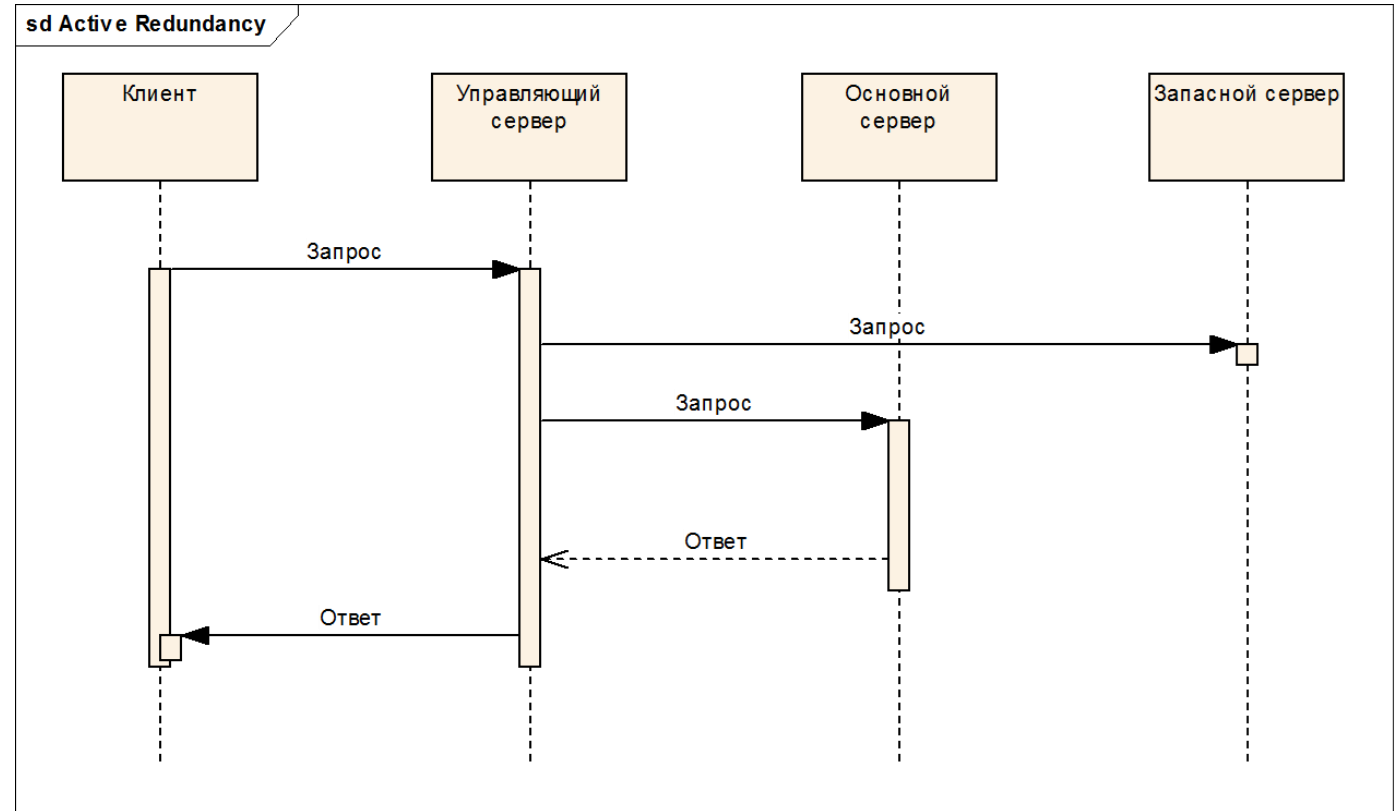 sd Active Redundancy
Клиент
Управляющий
сервер
Основной
сервер
Запасной сервер
Запрос
Запрос
Запрос
Ответ
Ответ